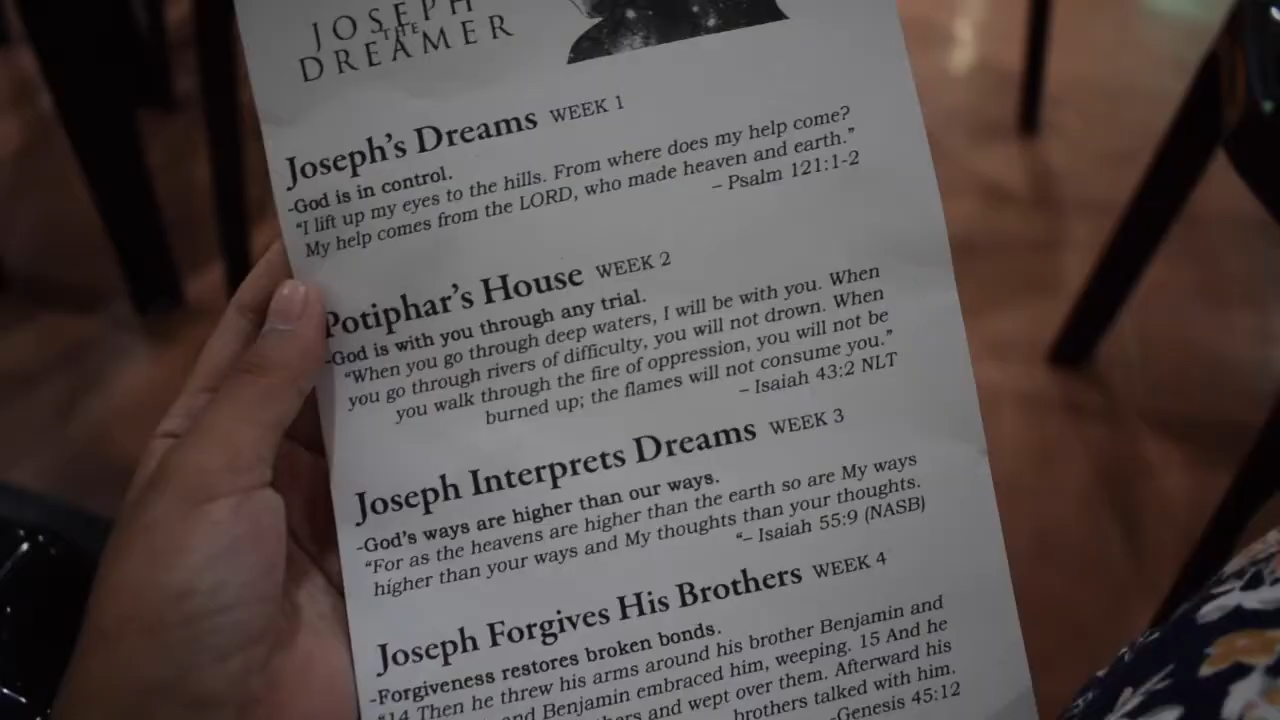 JOSEPH
THE
DREAMER
Joseph's Dreams WEEK 1
-God is in control.
“I lift up my eyes to the hills. From where does my help come?
My help comes from the LORD, who made heaven and earth.”
– Psalm 121:1-2
Potiphar's House WEEK 2
-God is with you through any trial.
“When you go through deep waters, I will be with you. When
you go through rivers of difficulty, you will not drown. When
you walk through the fire of oppression, you will not be
burned up; the flames will not consume you.”
– Isaiah 43:2 NLT
Joseph Interprets Dreams WEEK 3
-God's ways are higher than our ways.
“For as the heavens are higher than the earth so are My ways
higher than your ways and My thoughts than your thoughts.
“– Isaiah 55:9 (NASB)
Joseph Forgives His Brothers WEEK 4
-Forgiveness restores broken bonds.
“14 Then he threw his arms around his brother Benjamin and
and Benjamin embraced him, weeping. 15 And he
and wept over them. Afterward his
brothers talked with him.
-Genesis 45:12